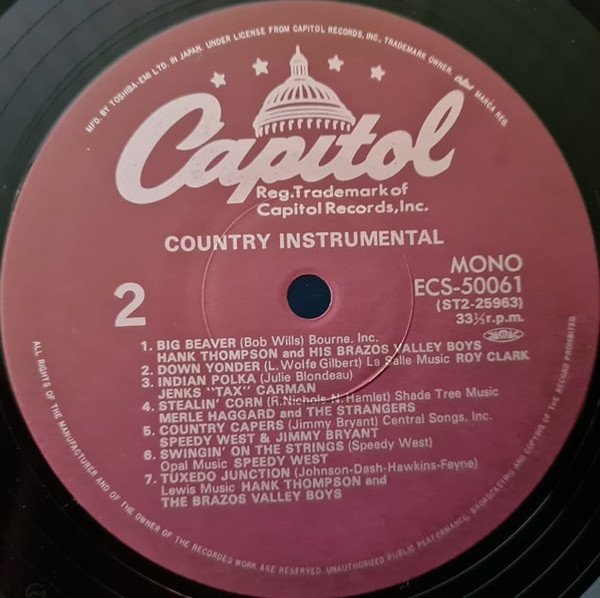 MFD. BY TOSHIBA-EMI LTD. IN JAPAN. UNDER LICENSE FROM CAPITOL RECORDS, INC., TRADEMARK OWNER. Capitol MARCA REG.
Capitol
Reg.Trademark of
Capitol Records, Inc.
COUNTRY INSTRUMENTAL
2
MONO
ECS-50061
(ST2-25963)
33⅓r.p.m.
1. BIG BEAVER (Bob Wills) Bourne, Inc.
HANK THOMPSON and HIS BRAZOS VALLEY BOYS
2. DOWN YONDER (L.Wolfe Gilbert) La Salle Music ROY CLARK
3. INDIAN POLKA (Julie Blondeau)
JENKS "TAX" CARMAN
4. STEALIN' CORN (R.Nichols-N.Hamlet) Shade Tree Music
MERLE HAGGARD and THE STRANGERS
5. COUNTRY CAPERS (Jimmy Bryant) Central Songs, Inc.
SPEEDY WEST & JIMMY BRYANT
6. SWINGIN' ON THE STRINGS (Speedy West)
Opal Music SPEEDY WEST
7. TUXEDO JUNCTION (Johnson-Dash-Hawkins-Feyne)
Lewis Music HANK THOMPSON and
THE BRAZOS VALLEY BOYS
ALL RIGHTS OF THE MANUFACTURER AND OF THE OWNER OF THE RECORDED WORK ARE RESERVED. UNAUTHORIZED PUBLIC PERFORMANCE, BROADCASTING AND COPYING OF THE RECORD PROHIBITED.